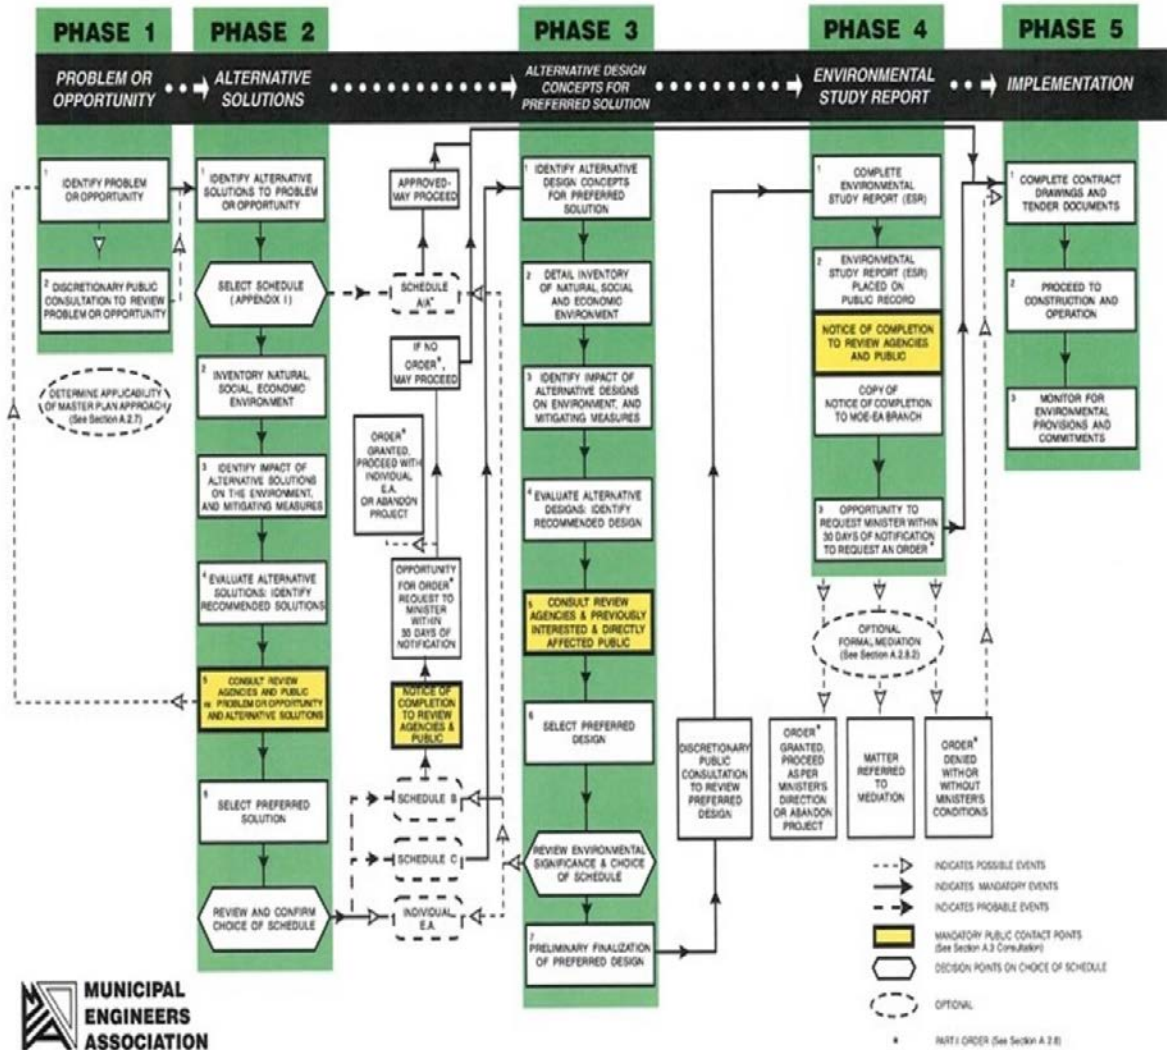 PHASE 1
PHASE 2
PHASE 3
PHASE 4
PHASE 5
PROBLEM OR
OPPORTUNITY
ALTERNATIVE
SOLUTIONS
ALTERNATIVE DESIGN
CONCEPTS FOR
PREFERRED SOLUTION
ENVIRONMENTAL
STUDY REPORT
IMPLEMENTATION
1 IDENTIFY PROBLEM
OR OPPORTUNITY
2 DISCRETIONARY PUBLIC
CONSULTATION TO REVIEW
PROBLEM OR OPPORTUNITY
DETERMINE APPLICABILITY
OF MASTER PLAN APPROACH
(See Section A.2.7)
1 IDENTIFY ALTERNATIVE
SOLUTIONS TO PROBLEM
OR OPPORTUNITY
SELECT SCHEDULE
(APPENDIX I)
2 INVENTORY NATURAL,
SOCIAL, ECONOMIC
ENVIRONMENT
3 IDENTIFY IMPACT OF
ALTERNATIVE SOLUTIONS
ON THE ENVIRONMENT,
AND MITIGATING MEASURES
4 EVALUATE ALTERNATIVE
SOLUTIONS: IDENTIFY
RECOMMENDED SOLUTIONS
5 CONSULT REVIEW
AGENCIES AND PUBLIC
re: PROBLEM OR OPPORTUNITY
AND ALTERNATIVE SOLUTIONS
6 SELECT PREFERRED
SOLUTION
REVIEW AND CONFIRM
CHOICE OF SCHEDULE
APPROVED-
MAY PROCEED
SCHEDULE
A/A+
IF NO
ORDER*,
MAY PROCEED
ORDER*
GRANTED,
PROCEED WITH
INDIVIDUAL
E.A.
OR ABANDON
PROJECT
OPPORTUNITY
FOR ORDER*
REQUEST TO
MINISTER
WITHIN
30 DAYS OF
NOTIFICATION
NOTICE OF
COMPLETION
TO REVIEW
AGENCIES &
PUBLIC
SCHEDULE B
SCHEDULE C
INDIVIDUAL
E.A.
1 IDENTIFY ALTERNATIVE
DESIGN CONCEPTS
FOR PREFERRED
SOLUTION
2 DETAIL INVENTORY
OF NATURAL, SOCIAL
AND ECONOMIC
ENVIRONMENT
3 IDENTIFY IMPACT OF
ALTERNATIVE DESIGNS
ON ENVIRONMENT, AND
MITIGATING MEASURES
4 EVALUATE ALTERNATIVE
DESIGNS: IDENTIFY
RECOMMENDED DESIGN
5 CONSULT REVIEW
AGENCIES & PREVIOUSLY
INTERESTED & DIRECTLY
AFFECTED PUBLIC
6 SELECT PREFERRED
DESIGN
REVIEW ENVIRONMENTAL
SIGNIFICANCE & CHOICE
OF SCHEDULE
7 PRELIMINARY FINALIZATION
OF PREFERRED DESIGN
DISCRETIONARY
PUBLIC
CONSULTATION
TO REVIEW
PREFERRED
DESIGN
1 COMPLETE
ENVIRONMENTAL
STUDY REPORT (ESR)
2 ENVIRONMENTAL
STUDY REPORT (ESR)
PLACED ON
PUBLIC RECORD
NOTICE OF COMPLETION
TO REVIEW AGENCIES
AND PUBLIC
COPY OF
NOTICE OF COMPLETION
TO MOE-EA BRANCH
3 OPPORTUNITY TO
REQUEST MINISTER WITHIN
30 DAYS OF NOTIFICATION
TO REQUEST AN ORDER*
OPTIONAL
FORMAL MEDIATION
(See Section A.2.8.2)
ORDER*
GRANTED,
PROCEED
AS PER
MINISTER'S
DIRECTION
OR ABANDON
PROJECT
MATTER
REFERRED
TO
MEDIATION
ORDER*
DENIED
WITH OR
WITHOUT
MINISTER'S
CONDITIONS
1 COMPLETE CONTRACT
DRAWINGS AND
TENDER DOCUMENTS
2 PROCEED TO
CONSTRUCTION AND
OPERATION
3 MONITOR FOR
ENVIRONMENTAL
PROVISIONS AND
COMMITMENTS
INDICATES POSSIBLE EVENTS
INDICATES MANDATORY EVENTS
INDICATES PROBABLE EVENTS
MANDATORY PUBLIC CONTACT POINTS
(See Section A.3 Consultation)
DECISION POINTS ON CHOICE OF SCHEDULE
OPTIONAL
* PART II ORDER (See Section A.2.8)
MUNICIPAL
ENGINEERS
ASSOCIATION